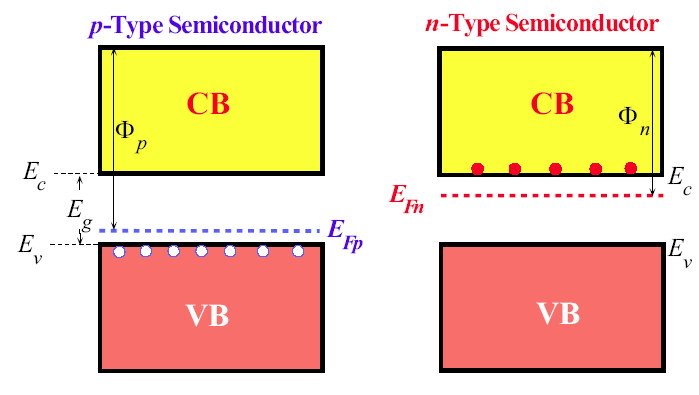 p-Type Semiconductor
n-Type Semiconductor
CB
Φp
Ec
Eg
Ev
EFp
VB
CB
Φn
Ec
EFn
Ev
VB